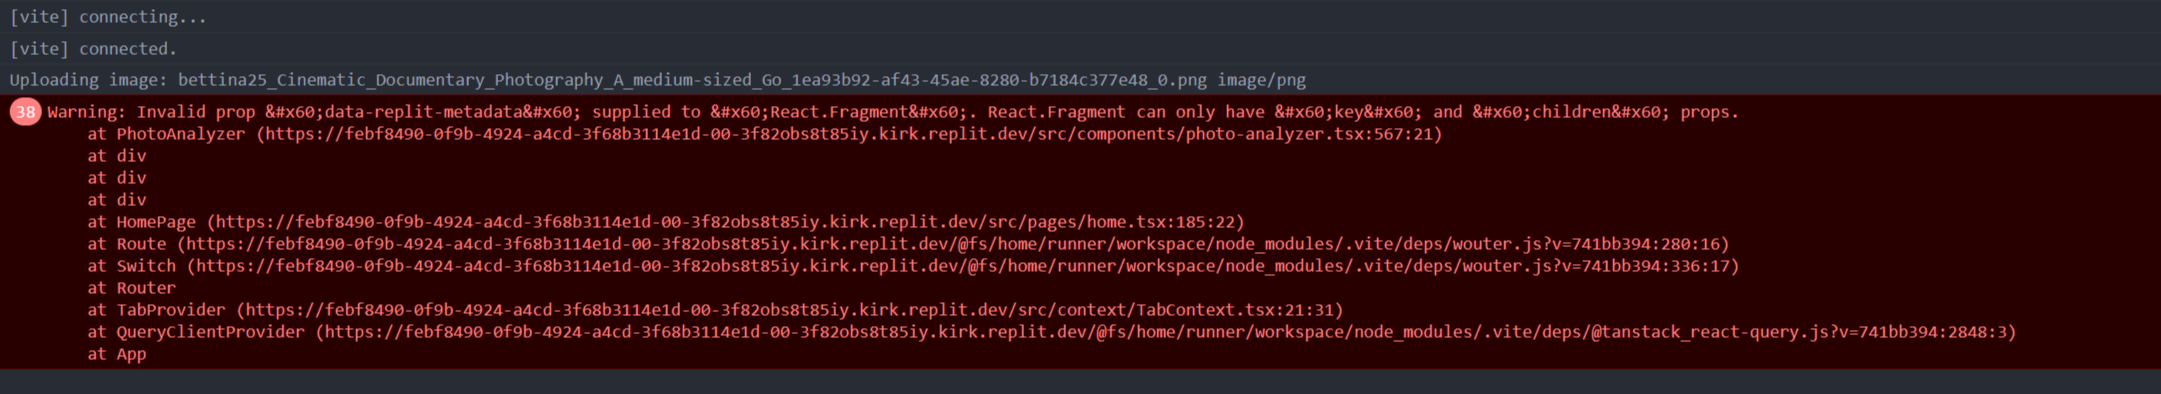 [vite] connecting...
[vite] connected.
Uploading image: bettina25_Cinematic_Documentary_Photography_A_medium-sized_Go_1ea93b92-af43-45ae-8280-b7184c377e48_0.png image/png
38 Warning: Invalid prop &#x60;data-replit-metadata&#x60; supplied to &#x60;React.Fragment&#x60;. React.Fragment can only have &#x60;key&#x60; and &#x60;children&#x60; props.
at PhotoAnalyzer (https://febf8490-0f9b-4924-a4cd-3f68b3114e1d-00-3f82obs8t85iy.kirk.replit.dev/src/components/photo-analyzer.tsx:567:21)
at div
at div
at div
at HomePage (https://febf8490-0f9b-4924-a4cd-3f68b3114e1d-00-3f82obs8t85iy.kirk.replit.dev/src/pages/home.tsx:185:22)
at Route (https://febf8490-0f9b-4924-a4cd-3f68b3114e1d-00-3f82obs8t85iy.kirk.replit.dev/@fs/home/runner/workspace/node_modules/.vite/deps/wouter.js?v=741bb394:280:16)
at Switch (https://febf8490-0f9b-4924-a4cd-3f68b3114e1d-00-3f82obs8t85iy.kirk.replit.dev/@fs/home/runner/workspace/node_modules/.vite/deps/wouter.js?v=741bb394:336:17)
at Router
at TabProvider (https://febf8490-0f9b-4924-a4cd-3f68b3114e1d-00-3f82obs8t85iy.kirk.replit.dev/src/context/TabContext.tsx:21:31)
at QueryClientProvider (https://febf8490-0f9b-4924-a4cd-3f68b3114e1d-00-3f82obs8t85iy.kirk.replit.dev/@fs/home/runner/workspace/node_modules/.vite/deps/@tanstack_react-query.js?v=741bb394:2848:3)
at App